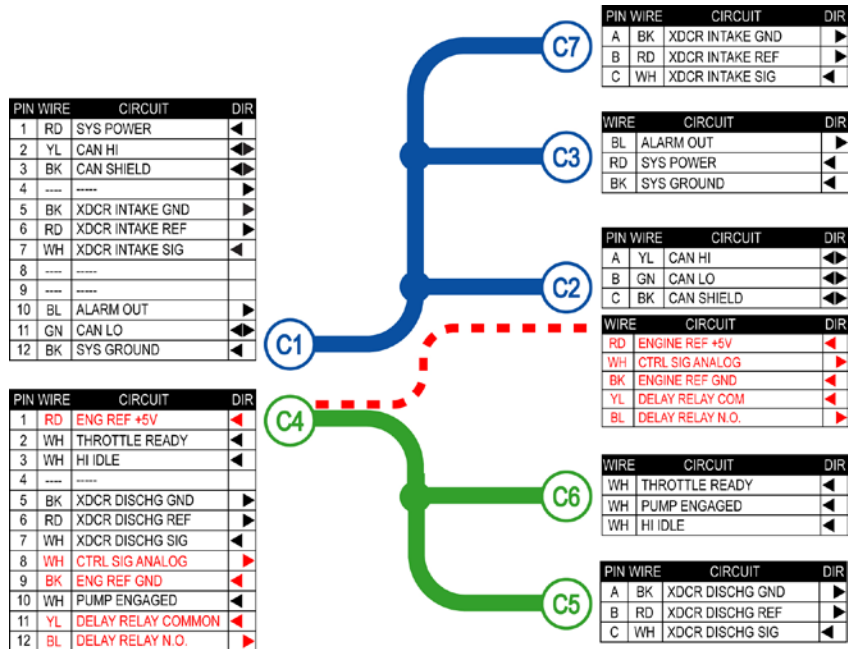 PIN WIRE CIRCUIT DIR
A BK XDCR INTAKE GND ▶
B RD XDCR INTAKE REF ▶
C WH XDCR INTAKE SIG ◀
C7
PIN WIRE CIRCUIT DIR
1 RD SYS POWER ◀
2 YL CAN HI ◀▶
3 BK CAN SHIELD ◀▶
4 ---- ----- ▶
5 BK XDCR INTAKE GND ▶
6 RD XDCR INTAKE REF ▶
7 WH XDCR INTAKE SIG ◀
8 ---- -----
9 ---- -----
10 BL ALARM OUT ▶
11 GN CAN LO ◀▶
12 BK SYS GROUND ◀
C1
WIRE CIRCUIT DIR
BL ALARM OUT ▶
RD SYS POWER ◀
BK SYS GROUND ◀
C3
PIN WIRE CIRCUIT DIR
A YL CAN HI ◀▶
B GN CAN LO ◀▶
C BK CAN SHIELD ◀▶
C2
WIRE CIRCUIT DIR
RD ENGINE REF +5V ◀
WH CTRL SIG ANALOG ▶
BK ENGINE REF GND ◀
YL DELAY RELAY COM ◀
BL DELAY RELAY N.O. ▶
PIN WIRE CIRCUIT DIR
1 RD ENG REF +5V ◀
2 WH THROTTLE READY ◀
3 WH HI IDLE ◀
4 ---- -----
5 BK XDCR DISCHG GND ▶
6 RD XDCR DISCHG REF ▶
7 WH XDCR DISCHG SIG ◀
8 WH CTRL SIG ANALOG ▶
9 BK ENG REF GND ◀
10 WH PUMP ENGAGED ◀
11 YL DELAY RELAY COMMON ◀
12 BL DELAY RELAY N.O. ▶
C4
WIRE CIRCUIT DIR
WH THROTTLE READY ◀
WH PUMP ENGAGED ◀
WH HI IDLE ◀
C6
PIN WIRE CIRCUIT DIR
A BK XDCR DISCHG GND ▶
B RD XDCR DISCHG REF ▶
C WH XDCR DISCHG SIG ◀
C5